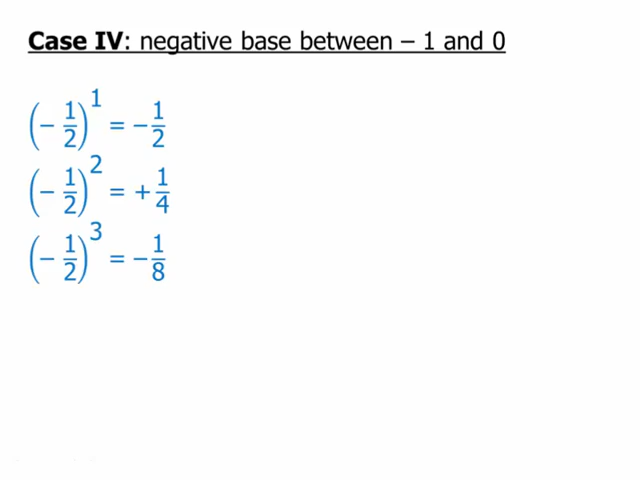 Case IV: negative base between – 1 and 0
(– 1/2)^1 = – 1/2
(– 1/2)^2 = + 1/4
(– 1/2)^3 = – 1/8